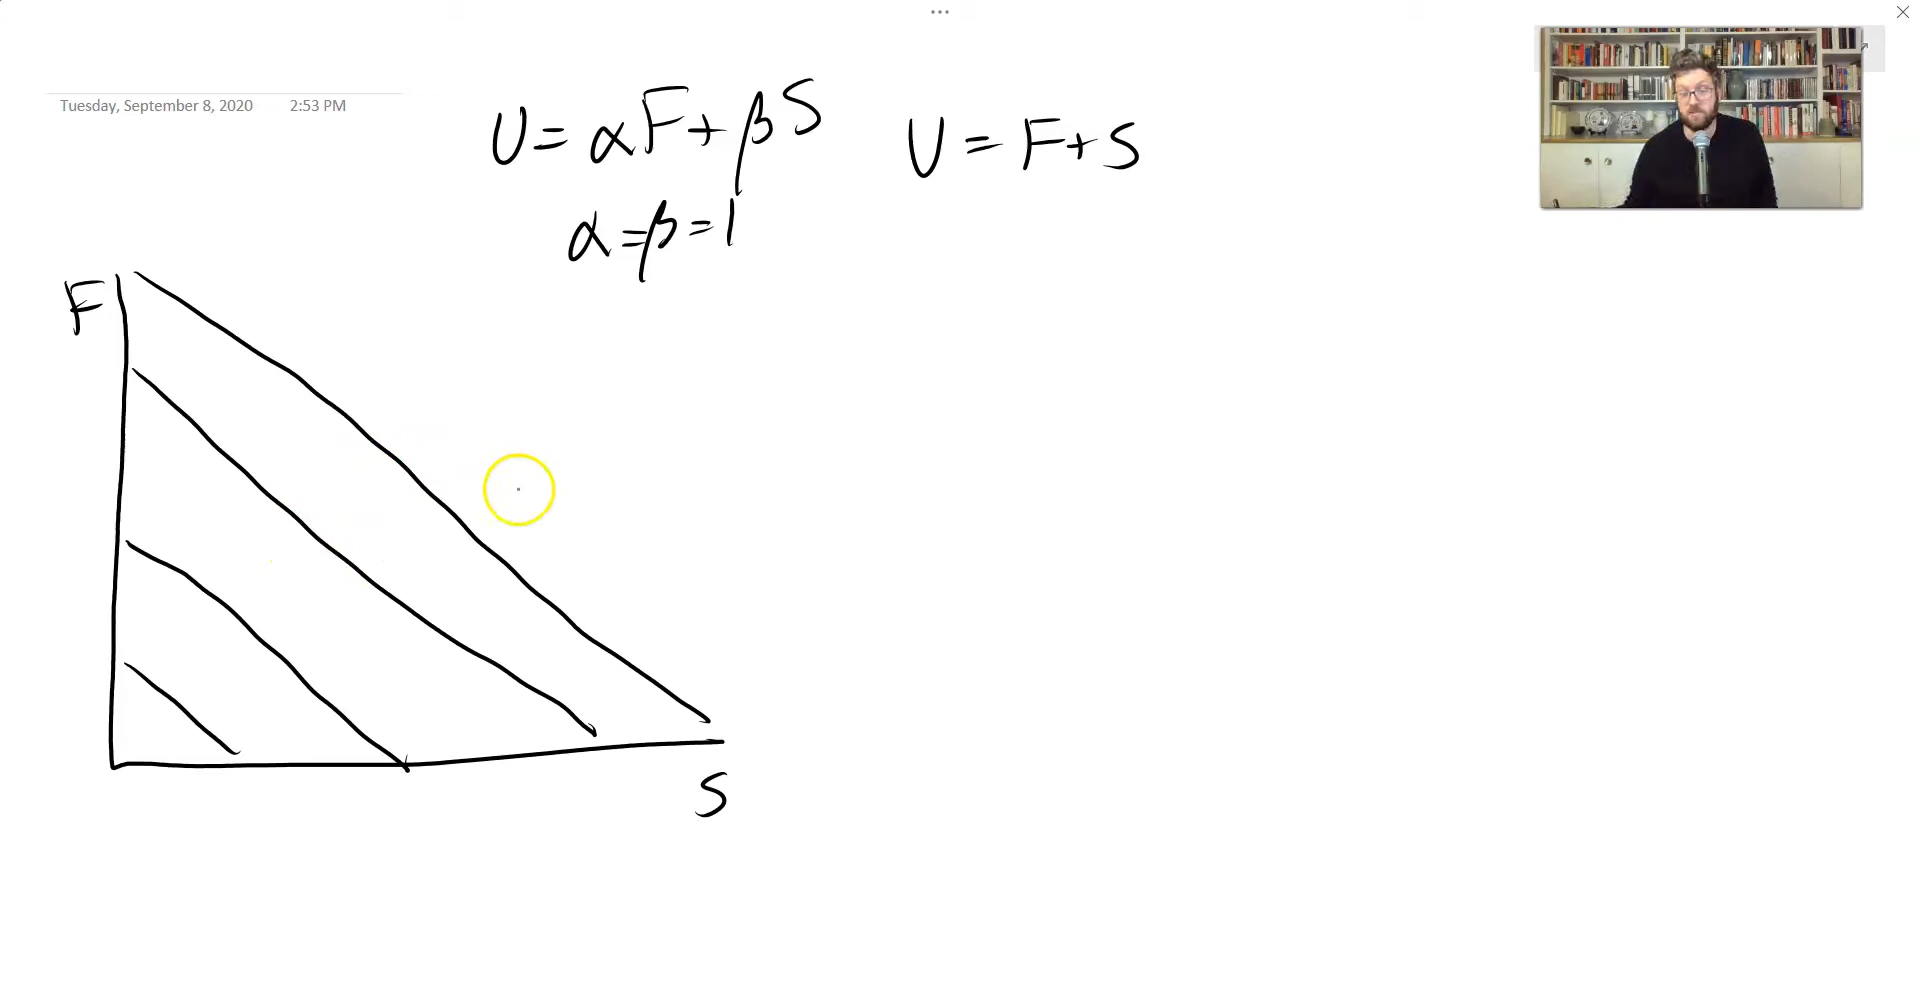 Tuesday, September 8, 2020 2:53 PM
U = αF + βS
U = F + S
α = β = 1
F
S